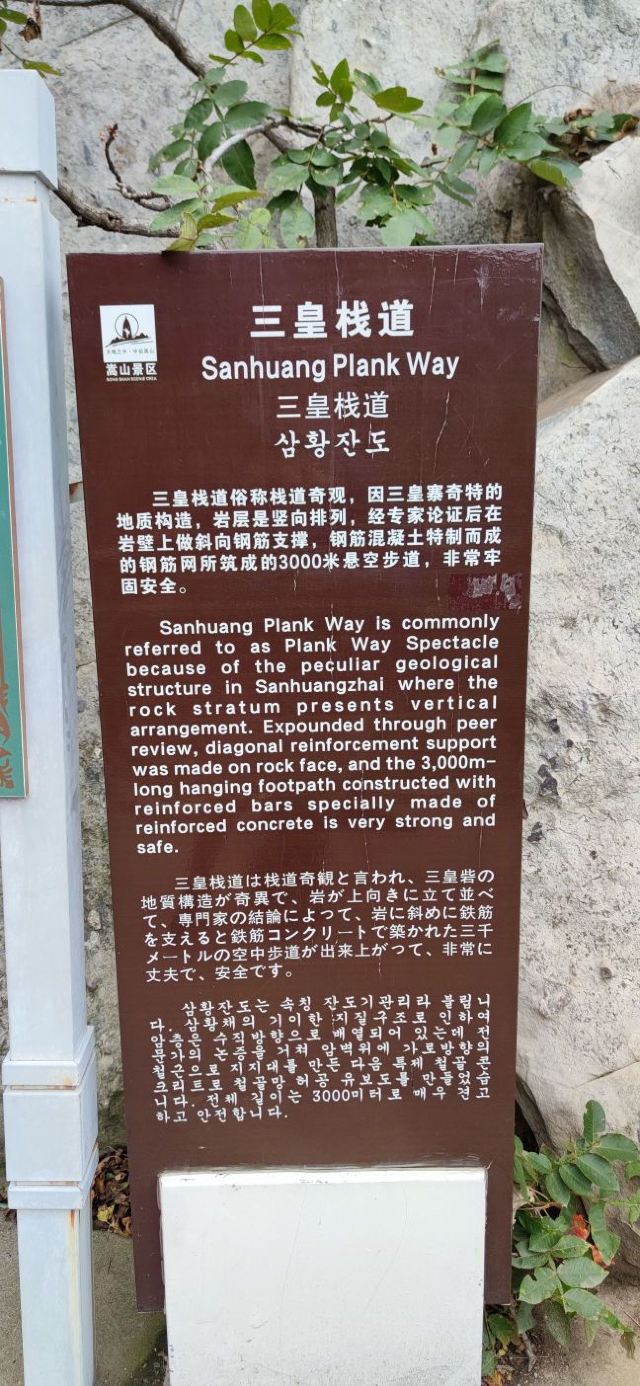 三皇栈道
嵩山景区
Sanhuang Plank Way
三皇栈道
삼황잔도
三皇栈道俗称栈道奇观，因三皇寨奇特的
地质构造，岩层是竖向排列，经专家论证后在
岩壁上做斜向钢筋支撑，钢筋混凝土特制而成
的钢筋网所筑成的3000米悬空步道，非常牢
固安全。
Sanhuang Plank Way is commonly
referred to as Plank Way Spectacle
because of the peculiar geological
structure in Sanhuangzhai where the
rock stratum presents vertical
arrangement. Expounded through peer
review, diagonal reinforcement support
was made on rock face, and the 3,000m-
long hanging footpath constructed with
reinforced bars specially made of
reinforced concrete is very strong and
safe.
三皇栈道は栈道奇観と言われ、三皇砦の
地質構造が奇異で、岩が上向きに立て並べ
て、専門家の結論によって、岩に斜めに鉄筋
を支えると鉄筋コンクリートで築かれた三千
メートルの空中歩道が出来上がつて、非常に
丈夫で、安全です。
삼황잔도는 속칭 잔도기관리라 불립니
다. 삼황채의 기이한 지질구조로 인하여
암층은 수직방향으로 배열되어 있는데 전
문가의 논증을 거쳐 암벽위에 가로방향의
철근으로 지지대를 만든 다음 특제 철골콘
크리트로 철골망 허공 유보도를 만들었습
니다. 전체 길이는 3000미터로 매우 견고
하고 안전합니다.